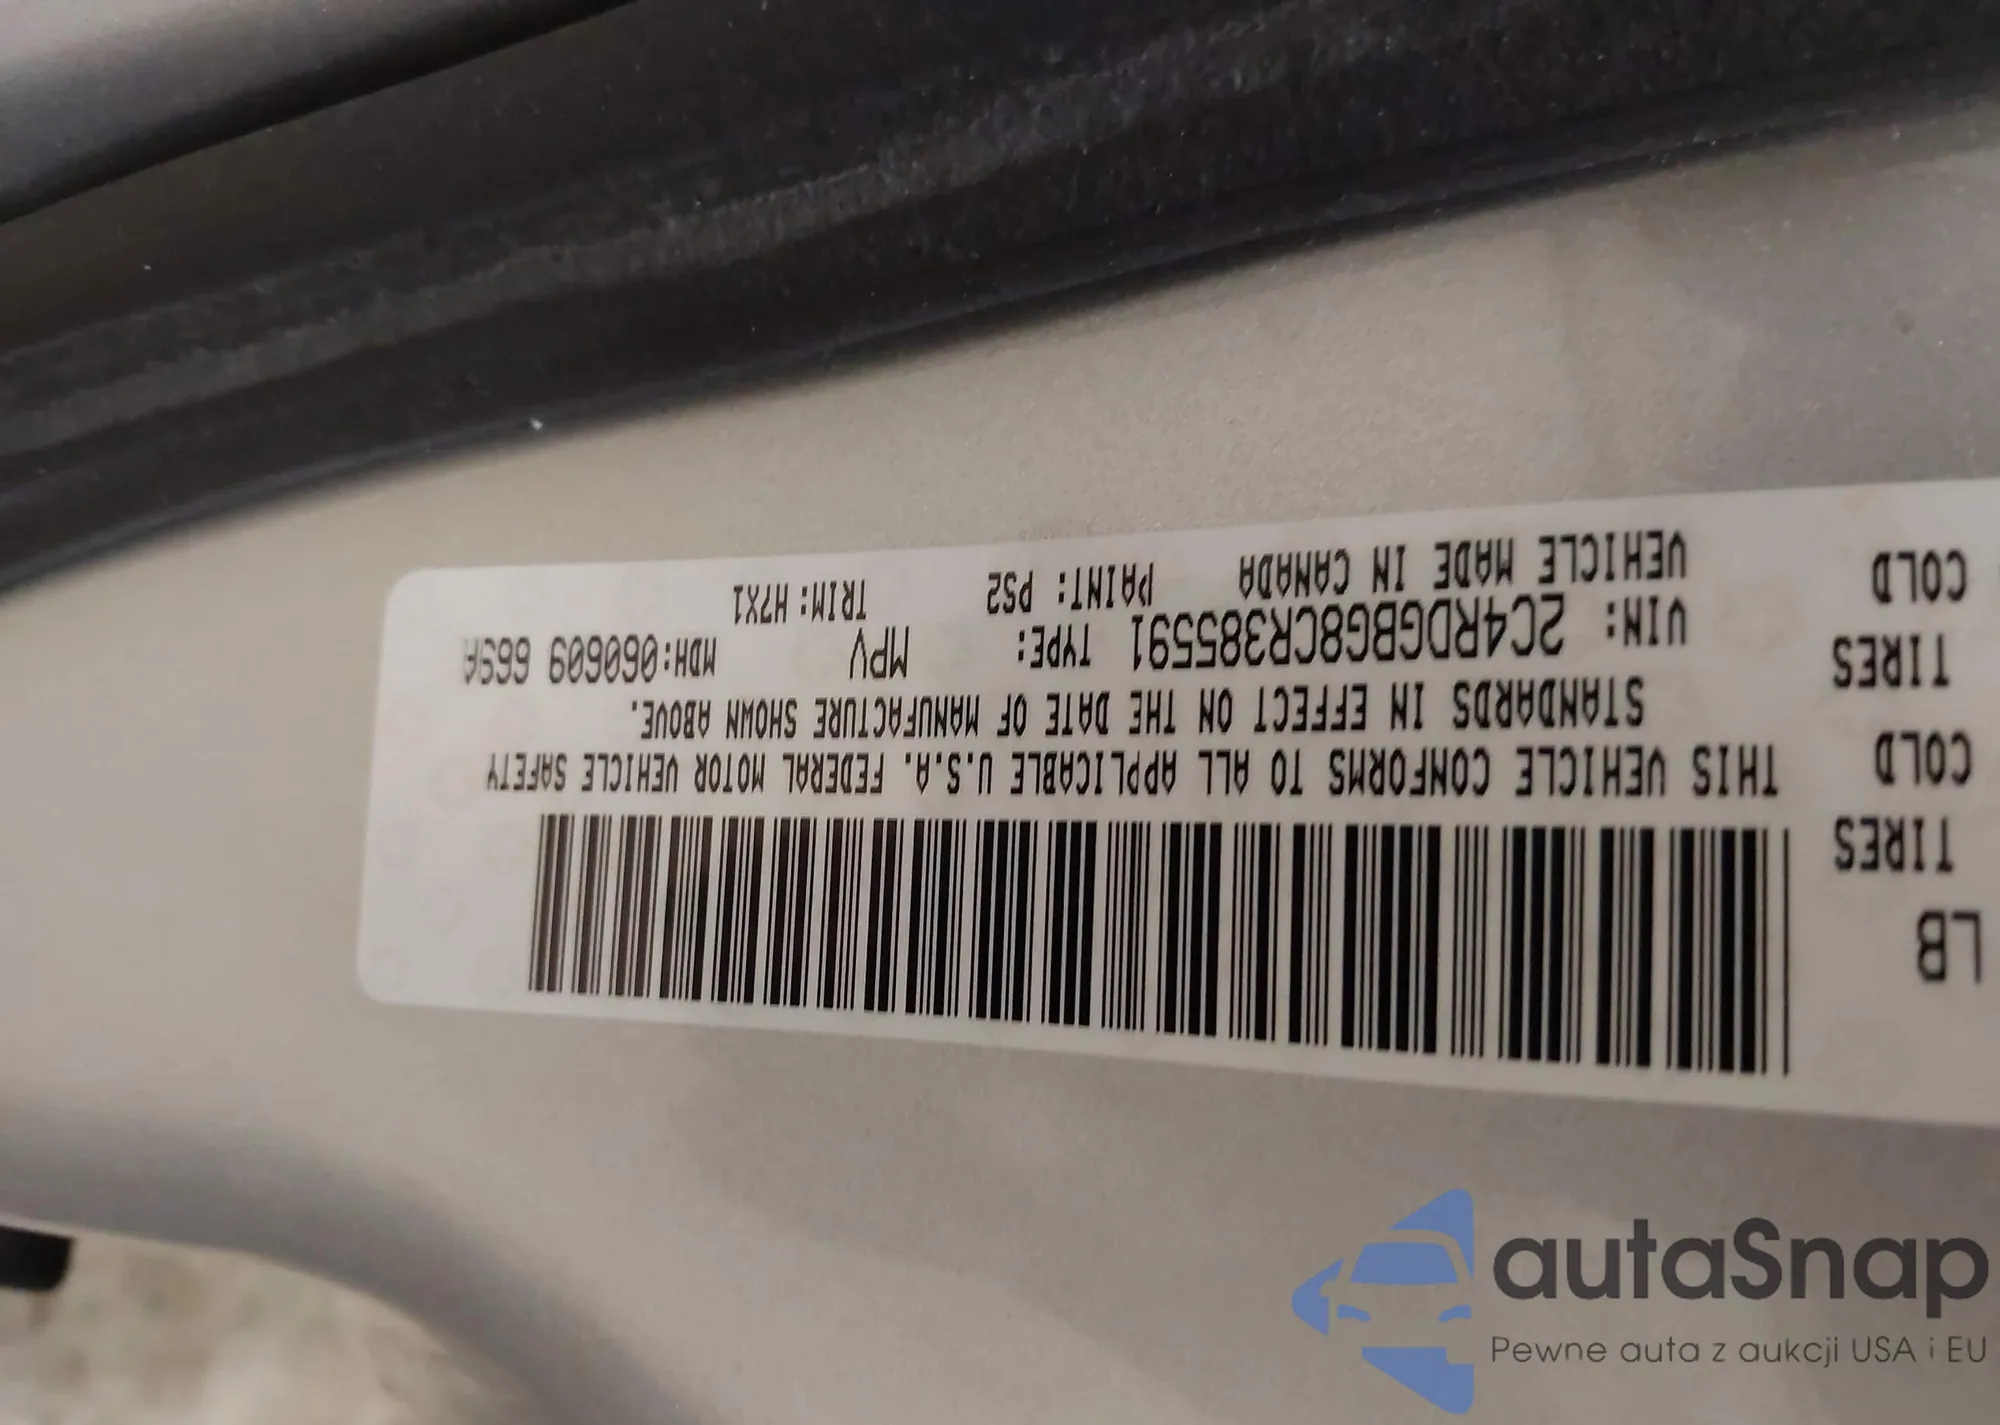 LB
TIRES
COLD
TIRES
COLD
THIS VEHICLE CONFORMS TO ALL APPLICABLE U.S.A. FEDERAL MOTOR VEHICLE SAFETY
STANDARDS IN EFFECT ON THE DATE OF MANUFACTURE SHOWN ABOVE.
VIN: 2C4RDGBG8CR385591 TYPE: MPV MDH:060609 669A
VEHICLE MADE IN CANADA PAINT: PS2 TRIM: H7X1
autaSnap
Pewne auta z aukcji USA i EU